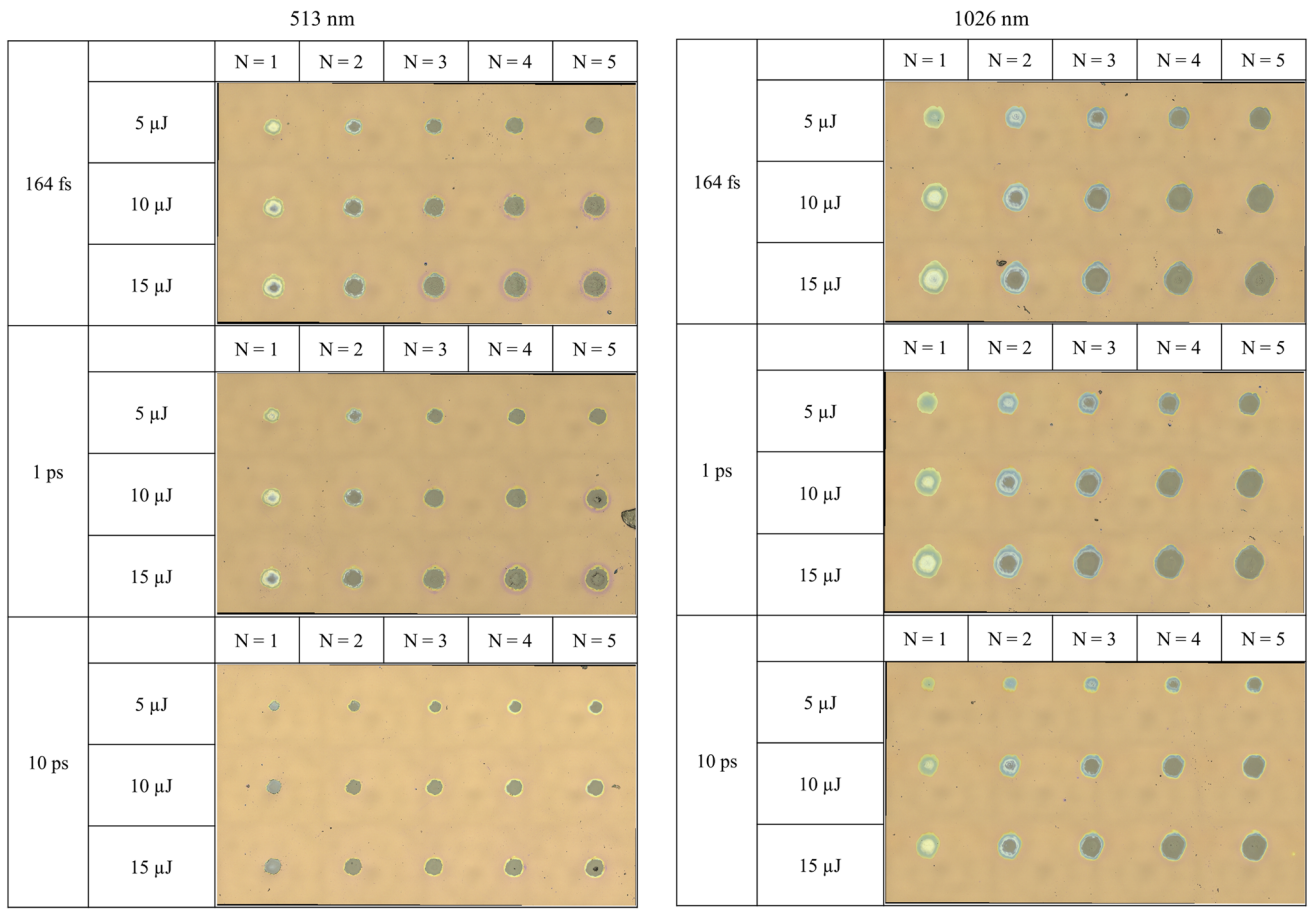 513 nm
N = 1 N = 2 N = 3 N = 4 N = 5
164 fs
5 µJ
10 µJ
15 µJ
N = 1 N = 2 N = 3 N = 4 N = 5
1 ps
5 µJ
10 µJ
15 µJ
N = 1 N = 2 N = 3 N = 4 N = 5
10 ps
5 µJ
10 µJ
15 µJ
1026 nm
N = 1 N = 2 N = 3 N = 4 N = 5
164 fs
5 µJ
10 µJ
15 µJ
N = 1 N = 2 N = 3 N = 4 N = 5
1 ps
5 µJ
10 µJ
15 µJ
N = 1 N = 2 N = 3 N = 4 N = 5
10 ps
5 µJ
10 µJ
15 µJ